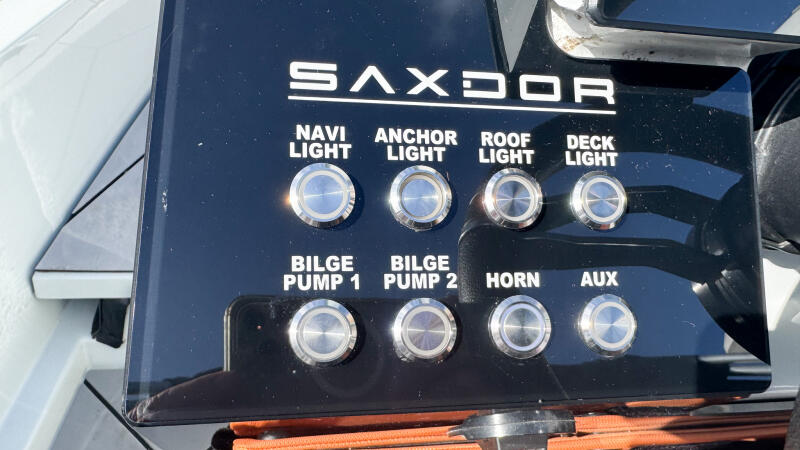 SAXDOR
NAVI LIGHT
ANCHOR LIGHT
ROOF LIGHT
DECK LIGHT
BILGE PUMP 1
BILGE PUMP 2
HORN
AUX